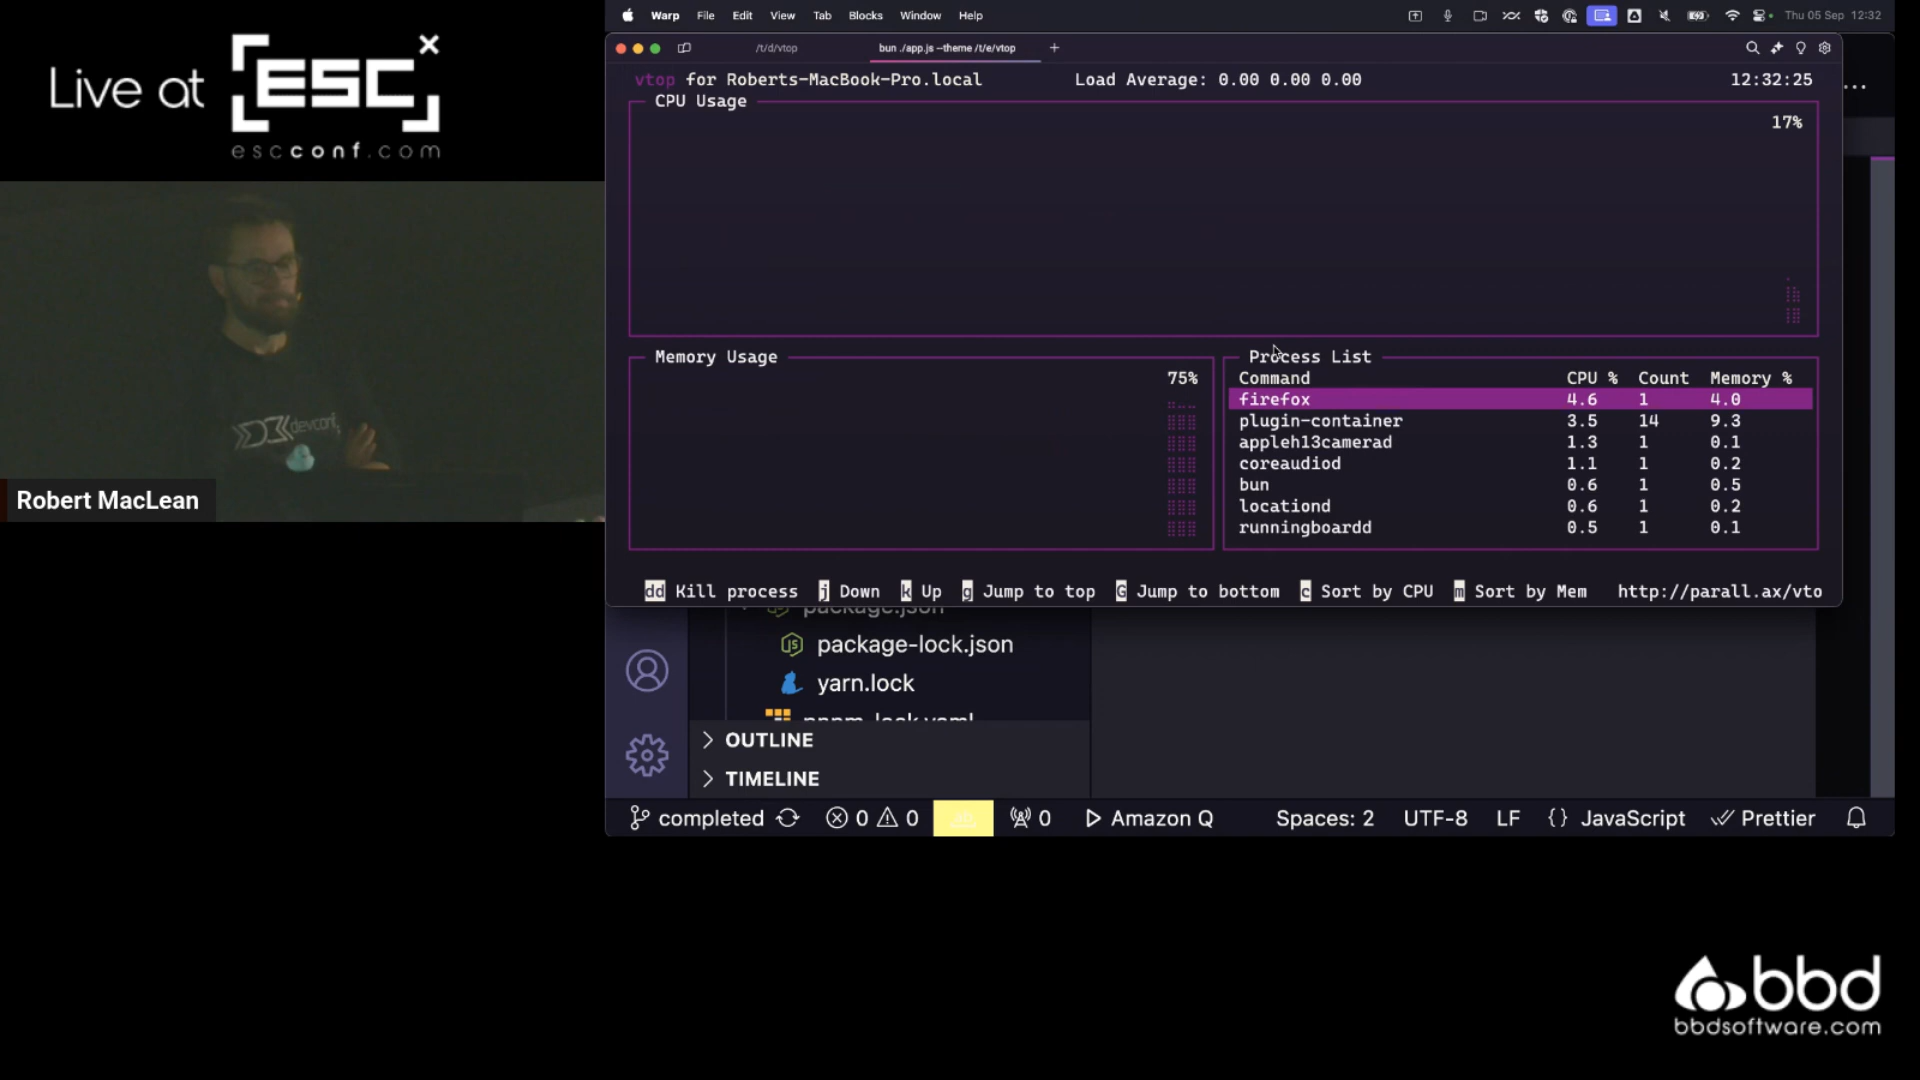 Live at ESC
escconf.com
Robert MacLean
devconf
Warp File Edit View Tab Blocks Window Help
Thu 05 Sep 12:32
/t/d/vtop
bun ./app.js --theme /t/e/vtop
vtop for Roberts-MacBook-Pro.local Load Average: 0.00 0.00 0.00 12:32:25
CPU Usage
17%
Memory Usage
75%
Process List
Command CPU % Count Memory %
firefox 4.6 1 4.0
plugin-container 3.5 14 9.3
appleh13camerad 1.3 1 0.1
coreaudiod 1.1 1 0.2
bun 0.6 1 0.5
locationd 0.6 1 0.2
runningboardd 0.5 1 0.1
dd Kill process j Down k Up g Jump to top G Jump to bottom c Sort by CPU m Sort by Mem http://parall.ax/vto
package.json
package-lock.json
yarn.lock
pnpm-lock.yaml
OUTLINE
TIMELINE
completed 0 0 0 Amazon Q Spaces: 2 UTF-8 LF {} JavaScript Prettier
bbd
bbdsoftware.com